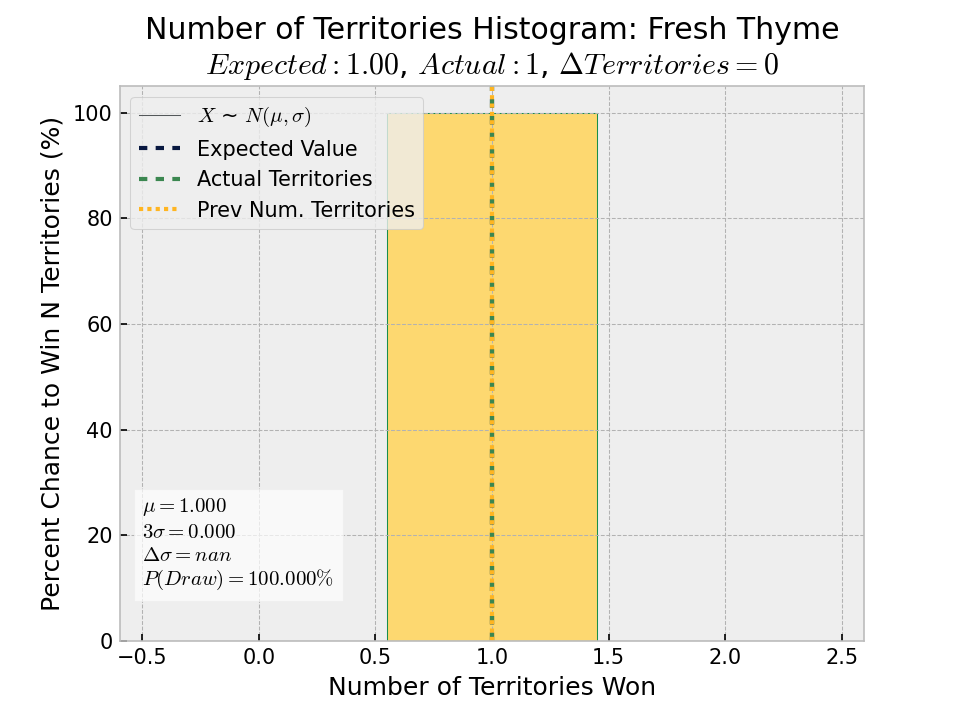 Number of Territories Histogram: Fresh Thyme
Expected : 1.00, Actual : 1, ΔTerritories = 0
Percent Chance to Win N Territories (%)
100
80
60
40
20
0
X ~ N(μ, σ)
Expected Value
Actual Territories
Prev Num. Territories
μ = 1.000
3σ = 0.000
Δσ = nan
P(Draw) = 100.000%
−0.5 0.0 0.5 1.0 1.5 2.0 2.5
Number of Territories Won